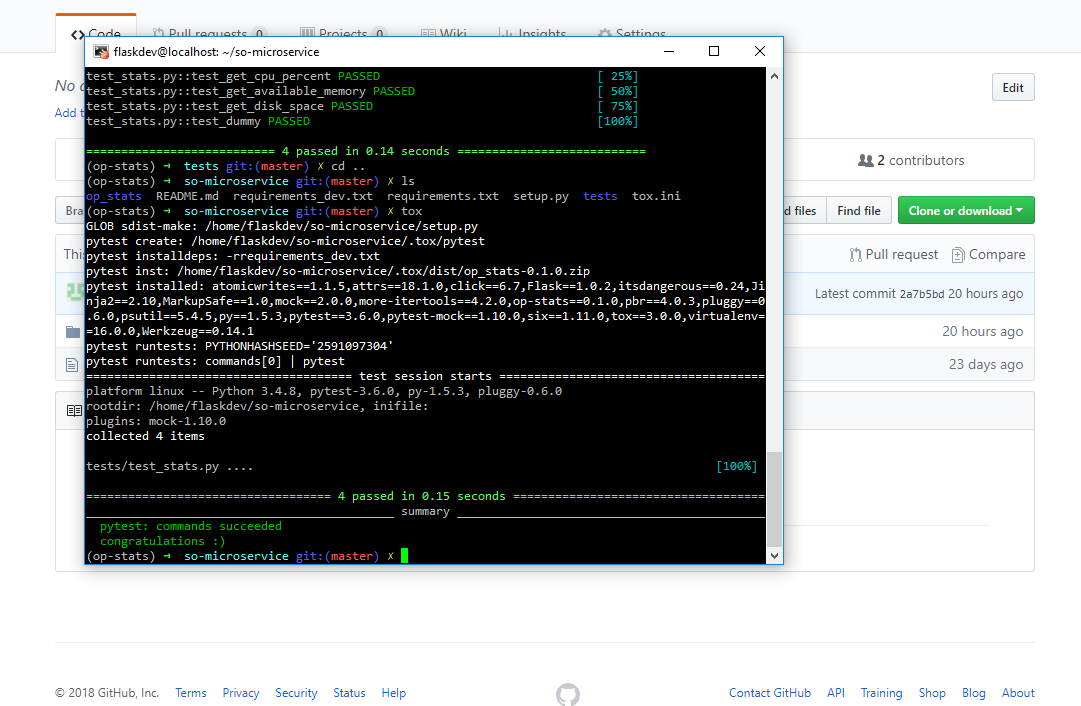 Code Pull requests 0 Projects 0 Wiki Insights Settings
flaskdev@localhost: ~/so-microservice
No
Edit
Add t
2 contributors
Bra
d files Find file Clone or download
This
Pull request Compare
Latest commit 2a7b5bd 20 hours ago
20 hours ago
23 days ago
test_stats.py::test_get_cpu_percent PASSED [ 25%]
test_stats.py::test_get_available_memory PASSED [ 50%]
test_stats.py::test_get_disk_space PASSED [ 75%]
test_stats.py::test_dummy PASSED [100%]
=========================== 4 passed in 0.14 seconds ===========================
(op-stats) → tests git:(master) ✗ cd ..
(op-stats) → so-microservice git:(master) ✗ ls
op_stats README.md requirements_dev.txt requirements.txt setup.py tests tox.ini
(op-stats) → so-microservice git:(master) ✗ tox
GLOB sdist-make: /home/flaskdev/so-microservice/setup.py
pytest create: /home/flaskdev/so-microservice/.tox/pytest
pytest installdeps: -rrequirements_dev.txt
pytest inst: /home/flaskdev/so-microservice/.tox/dist/op_stats-0.1.0.zip
pytest installed: atomicwrites==1.1.5,attrs==18.1.0,click==6.7,Flask==1.0.2,itsdangerous==0.24,Ji
nja2==2.10,MarkupSafe==1.0,mock==2.0.0,more-itertools==4.2.0,op-stats==0.1.0,pbr==4.0.3,pluggy==0
.6.0,psutil==5.4.5,py==1.5.3,pytest==3.6.0,pytest-mock==1.10.0,six==1.11.0,tox==3.0.0,virtualenv=
=16.0.0,Werkzeug==0.14.1
pytest runtests: PYTHONHASHSEED='2591097304'
pytest runtests: commands[0] | pytest
====================================== test session starts ======================================
platform linux -- Python 3.4.8, pytest-3.6.0, py-1.5.3, pluggy-0.6.0
rootdir: /home/flaskdev/so-microservice, inifile:
plugins: mock-1.10.0
collected 4 items
tests/test_stats.py .... [100%]
=================================== 4 passed in 0.15 seconds ====================================
____________________________________________ summary ____________________________________________
pytest: commands succeeded
congratulations :)
(op-stats) → so-microservice git:(master) ✗
© 2018 GitHub, Inc. Terms Privacy Security Status Help
Contact GitHub API Training Shop Blog About